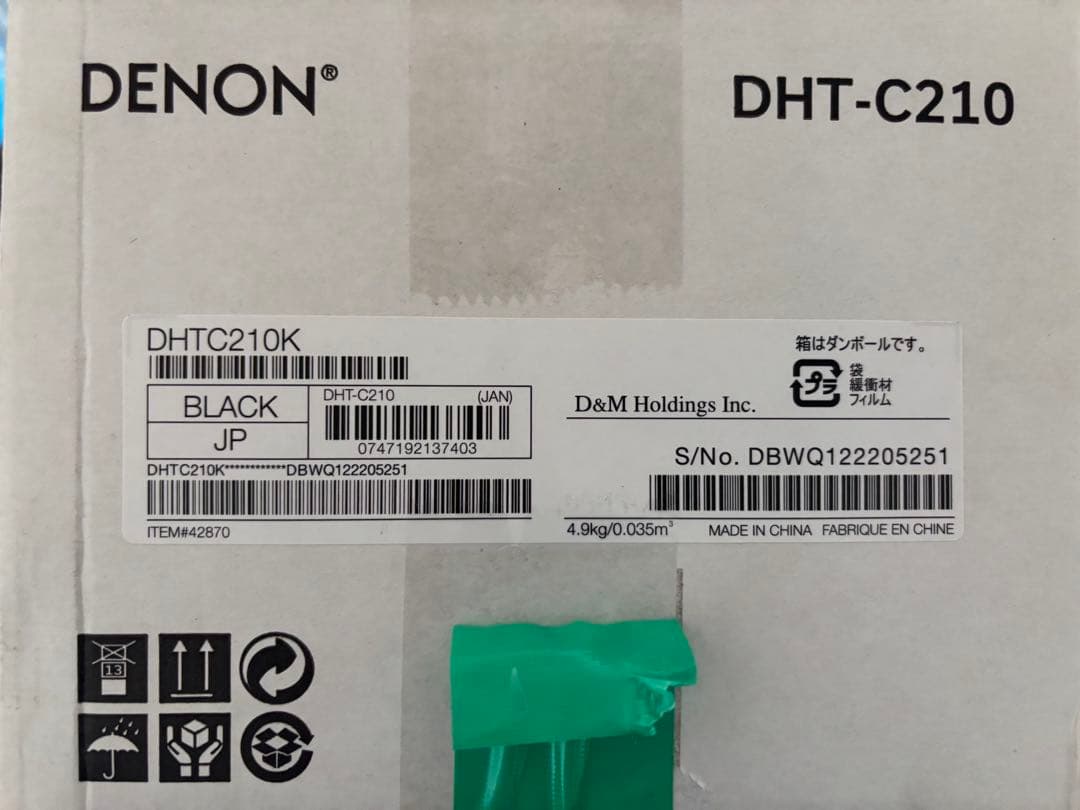 DENON®
DHT-C210
DHTC210K
BLACK
JP
DHT-C210 (JAN)
0747192137403
DHTC210K************DBWQ122205251
ITEM#42870
箱はダンボールです。
プラ
袋
緩衝材
フィルム
D&M Holdings Inc.
S/No. DBWQ122205251
4.9kg/0.035m³
MADE IN CHINA FABRIQUE EN CHINE
13